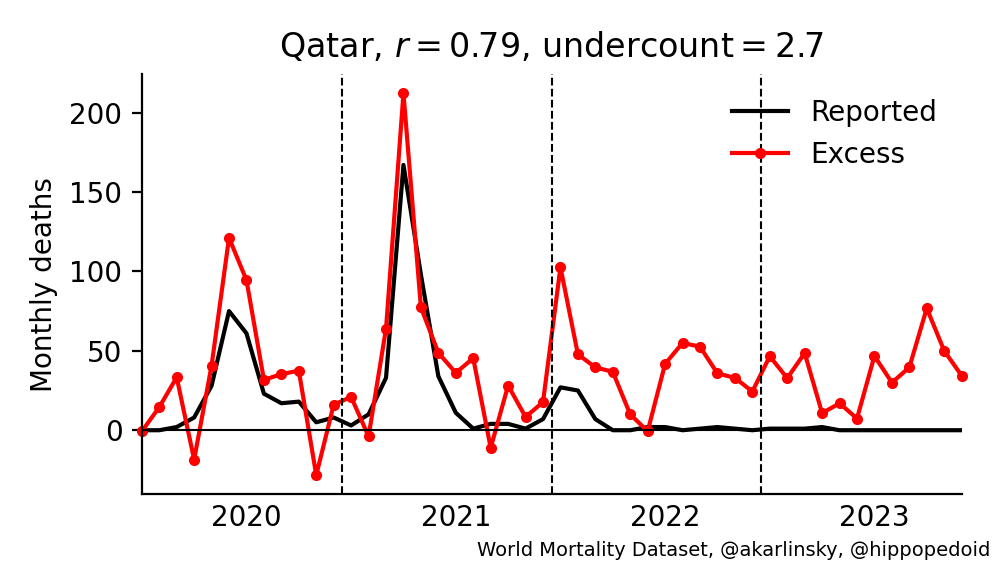 Qatar, r = 0.79, undercount = 2.7
Reported
Excess
Monthly deaths
200
150
100
50
0
2020 2021 2022 2023
World Mortality Dataset, @akarlinsky, @hippopedoid